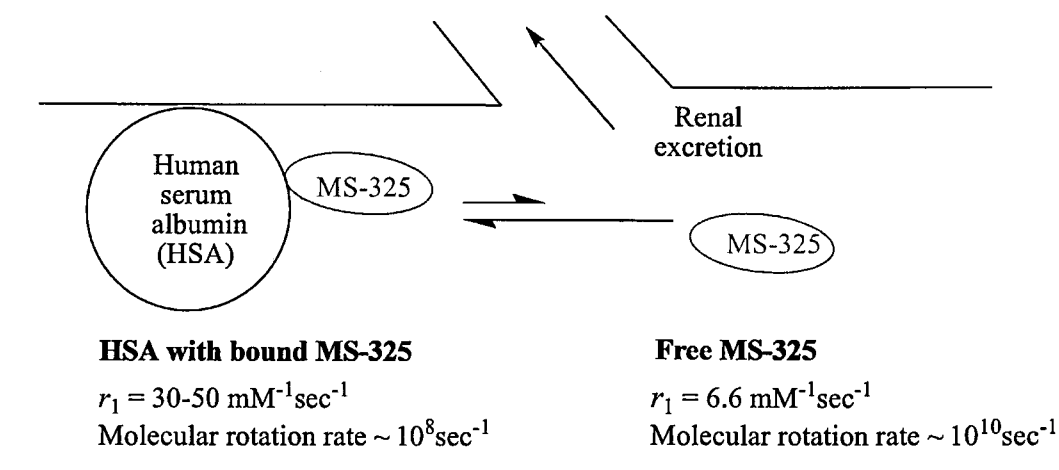 Renal
excretion
Human
serum
albumin
(HSA)
MS-325
MS-325
HSA with bound MS-325
r₁ = 30-50 mM⁻¹sec⁻¹
Molecular rotation rate ~ 10⁸sec⁻¹
Free MS-325
r₁ = 6.6 mM⁻¹sec⁻¹
Molecular rotation rate ~ 10¹⁰sec⁻¹